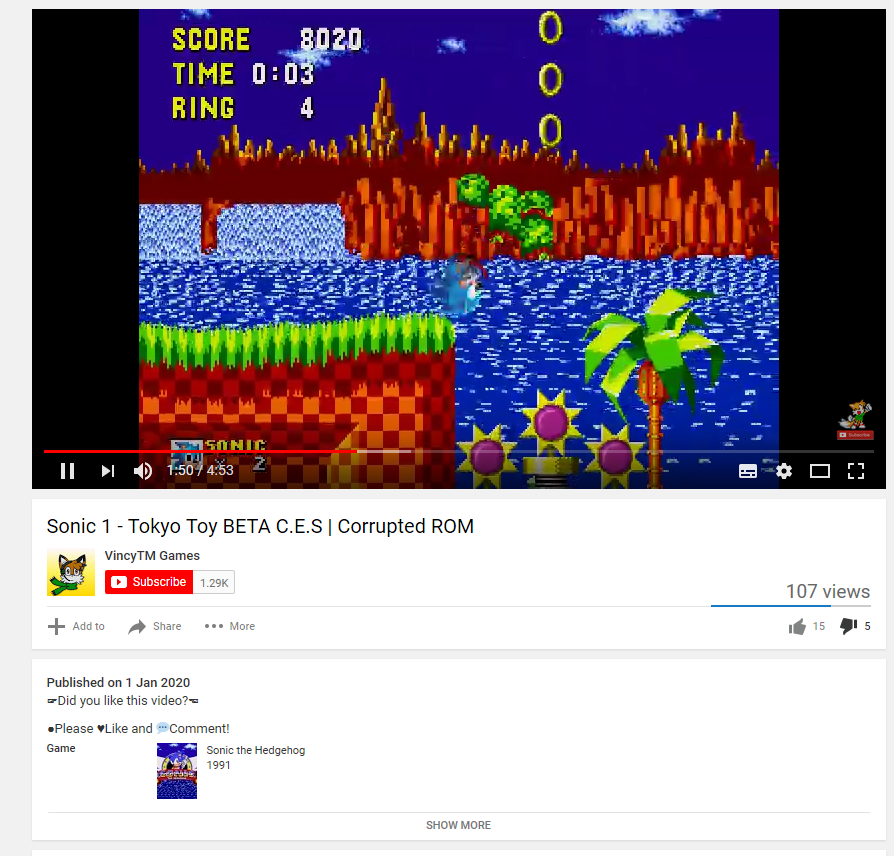 SCORE 8020
TIME 0:03
RING 4
SONIC
2
Subscribe
1:50 / 4:53
Sonic 1 - Tokyo Toy BETA C.E.S | Corrupted ROM
VincyTM Games
Subscribe 1.29K
107 views
Add to Share More 15 5
Published on 1 Jan 2020
☞Did you like this video?☜
●Please ♥Like and 💬Comment!
Game Sonic the Hedgehog
1991
SHOW MORE